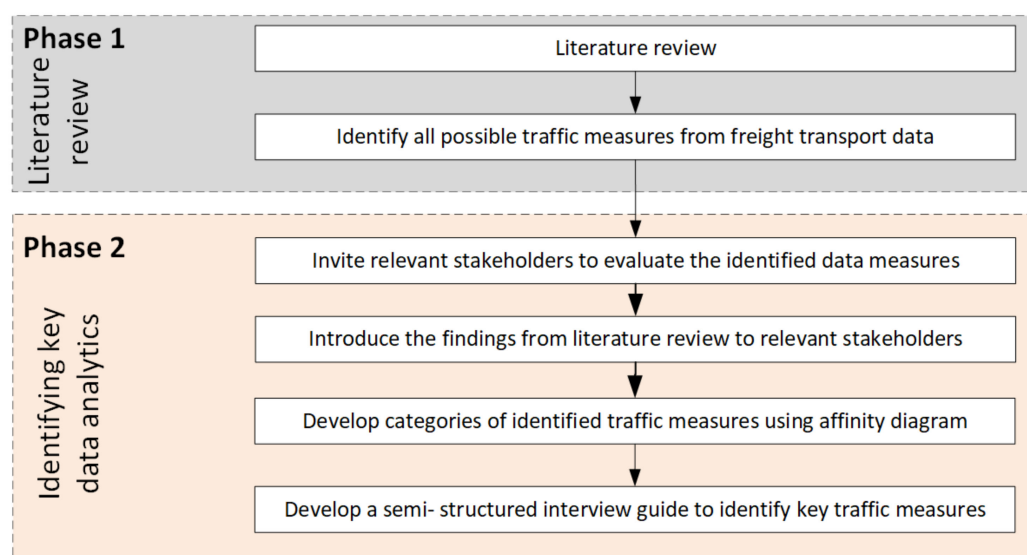 Phase 1
Literature
review
Literature review
Identify all possible traffic measures from freight transport data
Phase 2
Identifying key
data analytics
Invite relevant stakeholders to evaluate the identified data measures
Introduce the findings from literature review to relevant stakeholders
Develop categories of identified traffic measures using affinity diagram
Develop a semi- structured interview guide to identify key traffic measures